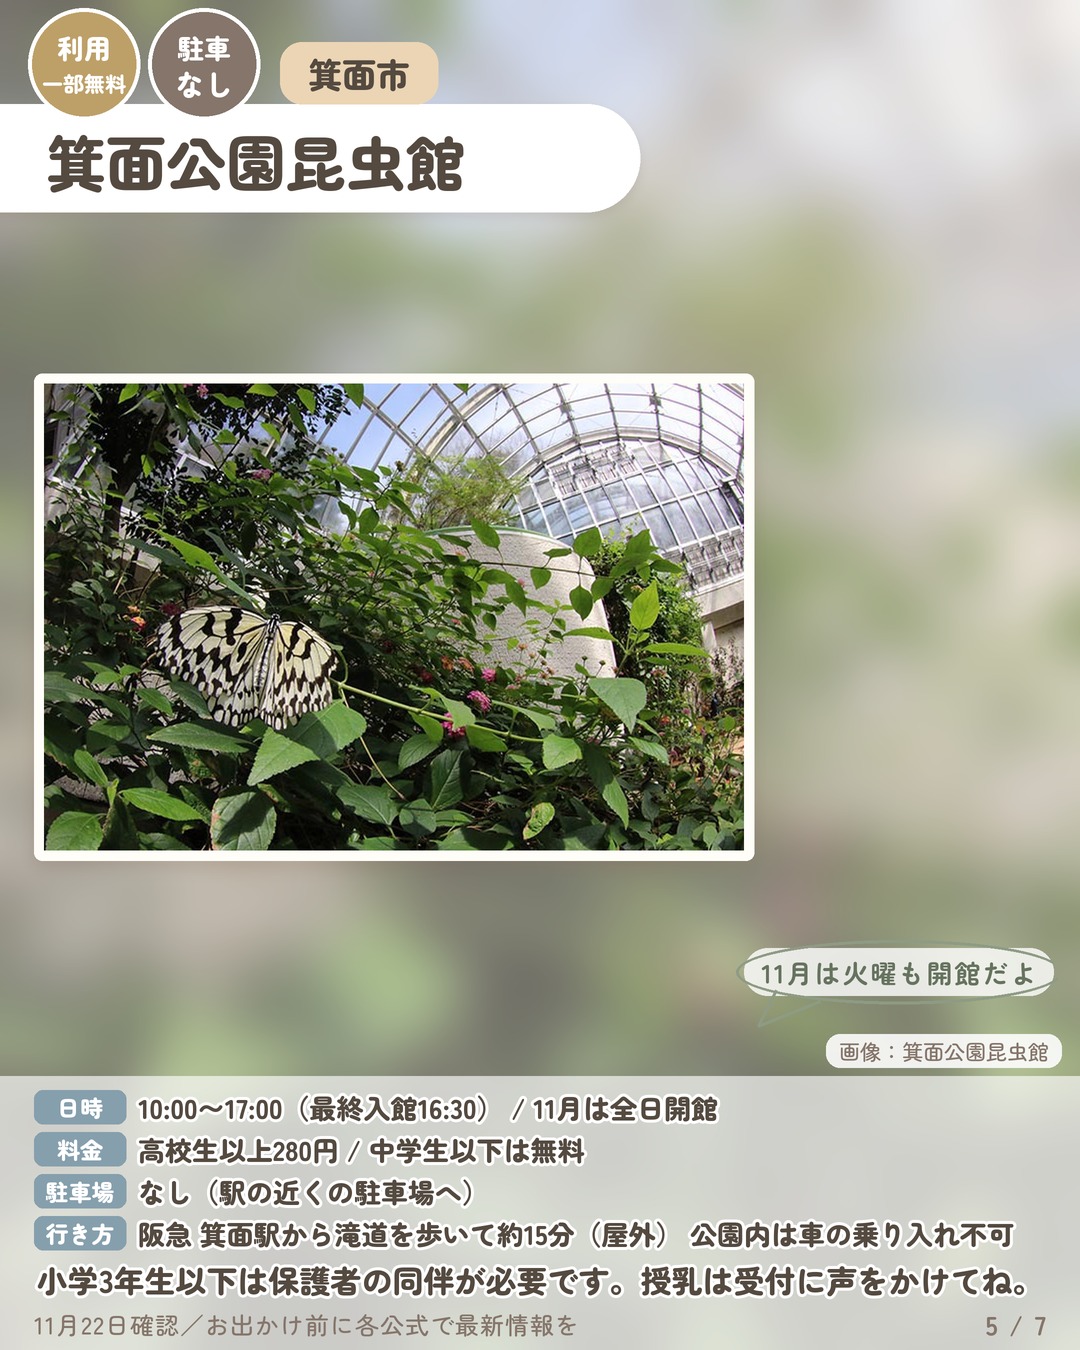 利用
一部無料
駐車
なし
箕面市
箕面公園昆虫館
11月は火曜も開館だよ
画像：箕面公園昆虫館
日時 10:00〜17:00（最終入館16:30） / 11月は全日開館
料金 高校生以上280円 / 中学生以下は無料
駐車場 なし（駅の近くの駐車場へ）
行き方 阪急 箕面駅から滝道を歩いて約15分（屋外） 公園内は車の乗り入れ不可
小学3年生以下は保護者の同伴が必要です。授乳は受付に声をかけてね。
11月22日確認／お出かけ前に各公式で最新情報を
5 / 7